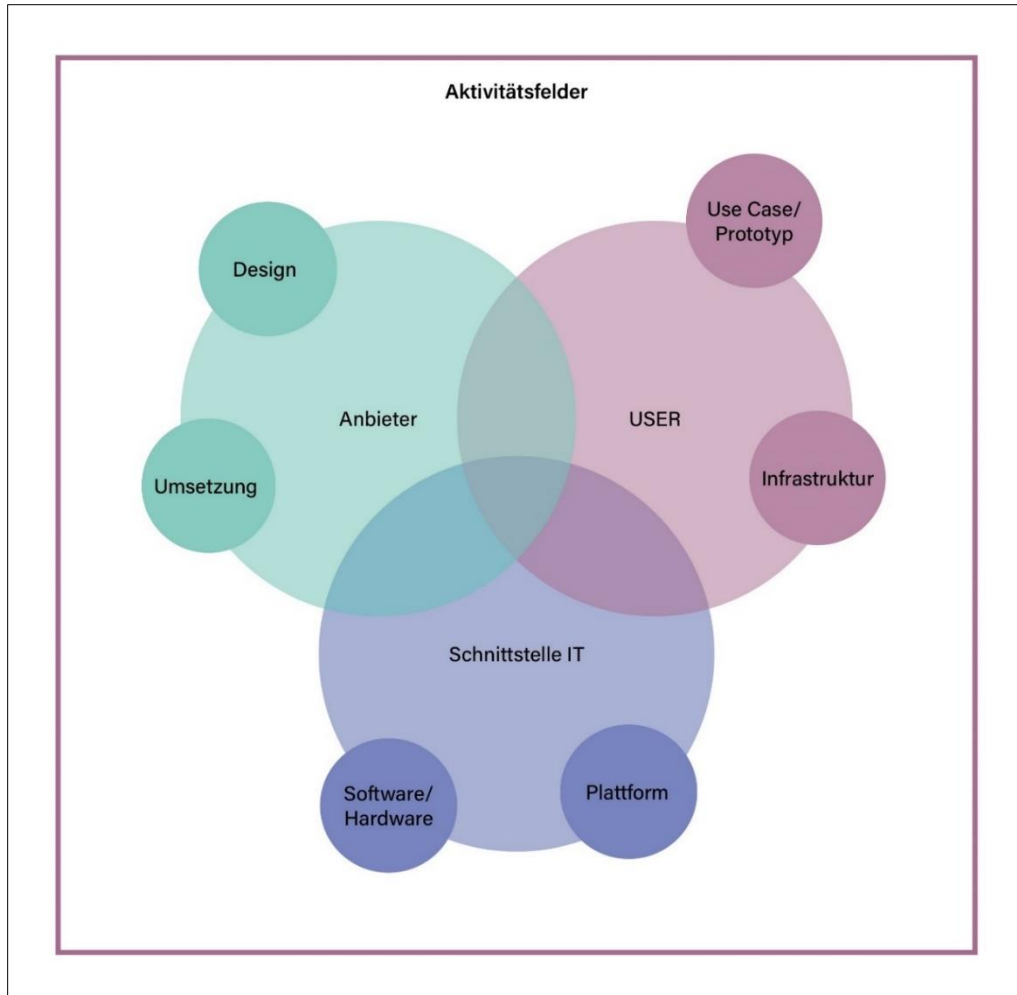 Aktivitätsfelder
Use Case/
Prototyp
Design
Anbieter
USER
Umsetzung
Infrastruktur
Schnittstelle IT
Software/
Hardware
Plattform